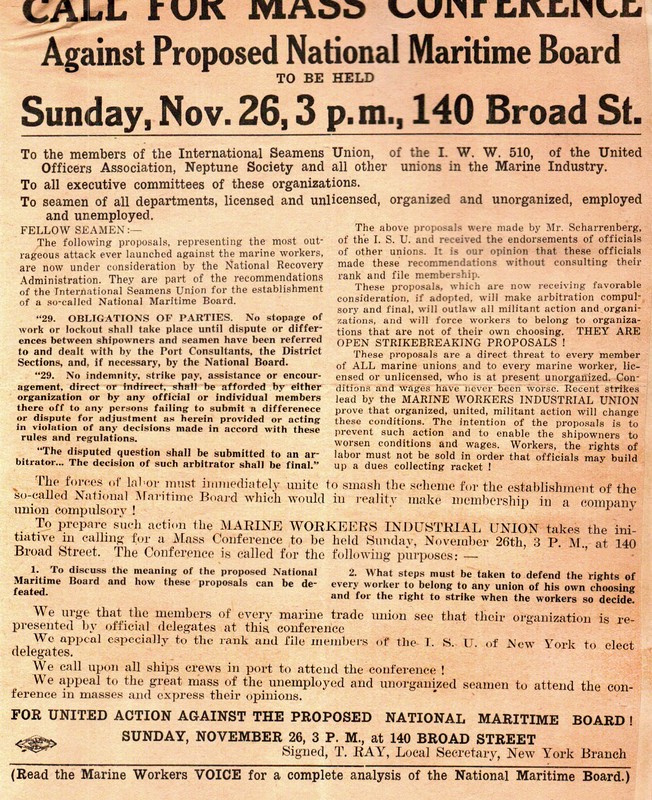 CALL FOR MASS CONFERENCE
Against Proposed National Maritime Board
TO BE HELD
Sunday, Nov. 26, 3 p.m., 140 Broad St.
To the members of the International Seamens Union, of the I. W. W. 510, of the United
Officers Association, Neptune Society and all other unions in the Marine Industry.
To all executive committees of these organizations.
To seamen of all departments, licensed and unlicensed, organized and unorganized, employed
and unemployed.
FELLOW SEAMEN:—
The following proposals, representing the most out-
rageous attack ever launched against the marine workers,
are now under consideration by the National Recovery
Administration. They are part of the recommendations
of the International Seamens Union for the establishment
of a so-called National Maritime Board.
"29. OBLIGATIONS OF PARTIES. No stopage of
work or lockout shall take place until dispute or differ-
ences between shipowners and seamen have been referred
to and dealt with by the Port Consultants, the District
Sections, and, if necessary, by the National Board.
"29. No indemnity, strike pay, assistance or encour-
agement, direct or indirect, shall be afforded by either
organization or by any official or individual members
there off to any persons failing to submit a differenece
or dispute for adjustment as herein provided or acting
in violation of any decisions made in accord with these
rules and regulations.
"The disputed question shall be submitted to an ar-
bitrator... The decision of such arbitrator shall be final."
The above proposals were made by Mr. Scharrenberg,
of the I. S. U. and received the endorsements of officials
of other unions. It is our opinion that these officials
made these recommendations without consulting their
rank and file membership.
These proposals, which are now receiving favorable
consideration, if adopted, will make arbitration compul-
sory and final, will outlaw all militant action and organi-
zations, and will force workers to belong to organiza-
tions that are not of their own choosing. THEY ARE
OPEN STRIKEBREAKING PROPOSALS !
These proposals are a direct threat to every member
of ALL marine unions and to every marine worker, lic-
ensed or unlicensed, who is at present unorganized. Con-
ditions and wages have never been worse. Recent strikes
lead by the MARINE WORKERS INDUSTRIAL UNION
prove that organized, united, militant action will change
these conditions. The intention of the proposals is to
prevent such action and to enable the shipowners to
worsen conditions and wages. Workers, the rights of
labor must not be sold in order that officials may build
up a dues collecting racket !
The forces of labor must immediately unite to smash the scheme for the establishment of the
so-called National Maritime Board which would in reality make membership in a company
union compulsory !
To prepare such action the MARINE WORKEERS INDUSTRIAL UNION takes the ini-
tiative in calling for a Mass Conference to be held Sunday, November 26th, 3 P. M., at 140
Broad Street. The Conference is called for the following purposes: —
1. To discuss the meaning of the proposed National
Maritime Board and how these proposals can be de-
feated.
2. What steps must be taken to defend the rights of
every worker to belong to any union of his own choosing
and for the right to strike when the workers so decide.
We urge that the members of every marine trade union see that their organization is re-
presented by official delegates at this conference
We appeal especially to the rank and file members of the I. S. U. of New York to elect
delegates.
We call upon all ships crews in port to attend the conference !
We appeal to the great mass of the unemployed and unorganized seamen to attend the con-
ference in masses and express their opinions.
FOR UNITED ACTION AGAINST THE PROPOSED NATIONAL MARITIME BOARD !
SUNDAY, NOVEMBER 26, 3 P. M., at 140 BROAD STREET
Signed, T. RAY, Local Secretary, New York Branch
(Read the Marine Workers VOICE for a complete analysis of the National Maritime Board.)